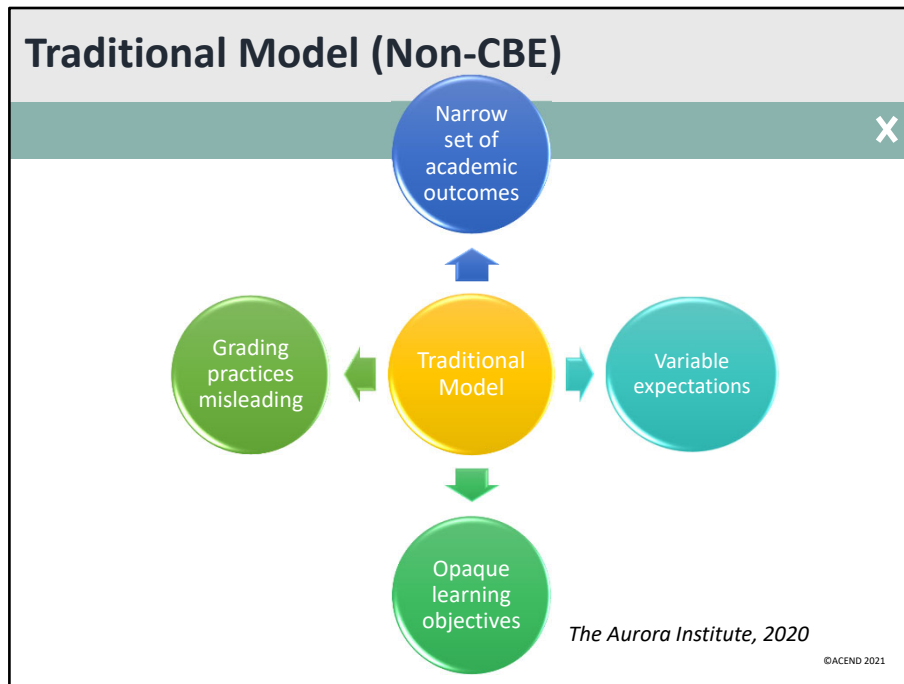 Traditional Model (Non-CBE)
Narrow
set of
academic
outcomes
X
Grading
practices
misleading
Traditional
Model
Variable
expectations
Opaque
learning
objectives
The Aurora Institute, 2020
©ACEND 2021